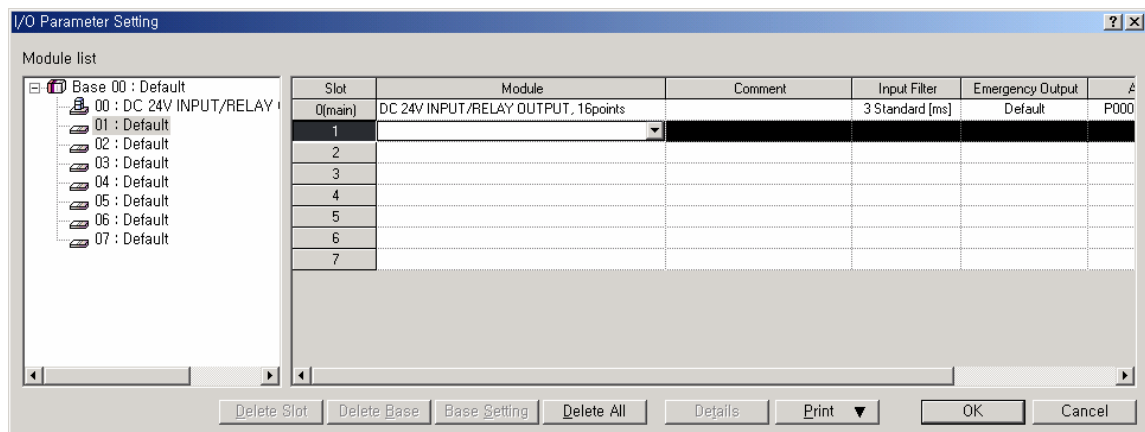 I/O Parameter Setting
Module list
Base 00 : Default
00 : DC 24V INPUT/RELAY
01 : Default
02 : Default
03 : Default
04 : Default
05 : Default
06 : Default
07 : Default
Slot Module Comment Input Filter Emergency Output
0(main) DC 24V INPUT/RELAY OUTPUT, 16points 3 Standard [ms] Default P000
1
2
3
4
5
6
7
Delete Slot Delete Base Base Setting Delete All Details Print ▼ OK Cancel